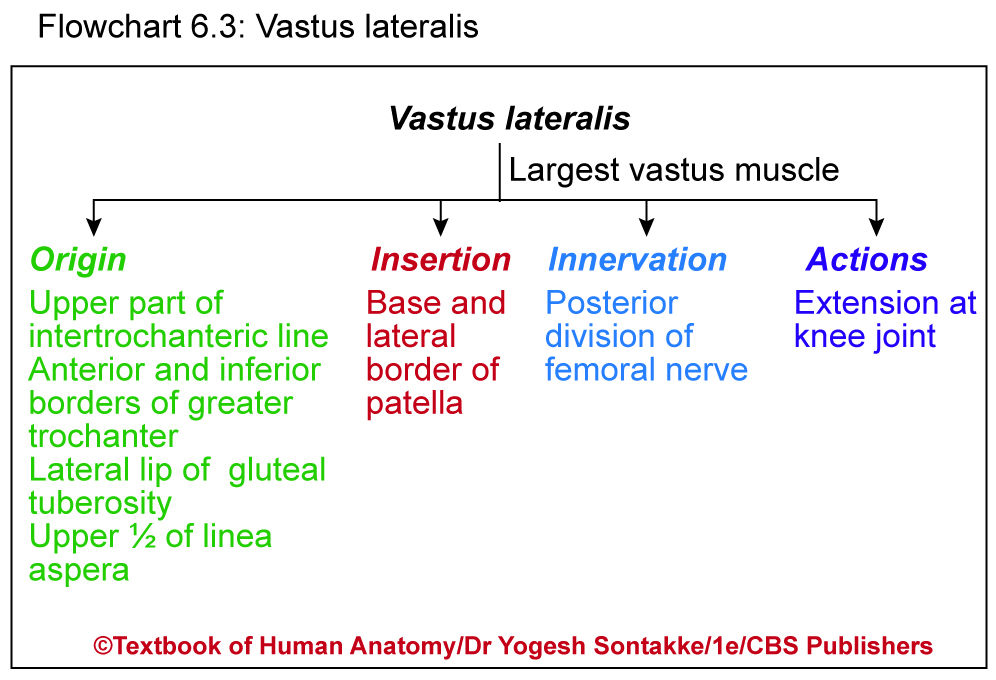 Flowchart 6.3: Vastus lateralis
Vastus lateralis
Largest vastus muscle
Origin
Upper part of
intertrochanteric line
Anterior and inferior
borders of greater
trochanter
Lateral lip of  gluteal
tuberosity
Upper ½ of linea
aspera
Insertion
Base and
lateral
border of
patella
Innervation
Posterior
division of
femoral nerve
Actions
Extension at
knee joint
©Textbook of Human Anatomy/Dr Yogesh Sontakke/1e/CBS Publishers